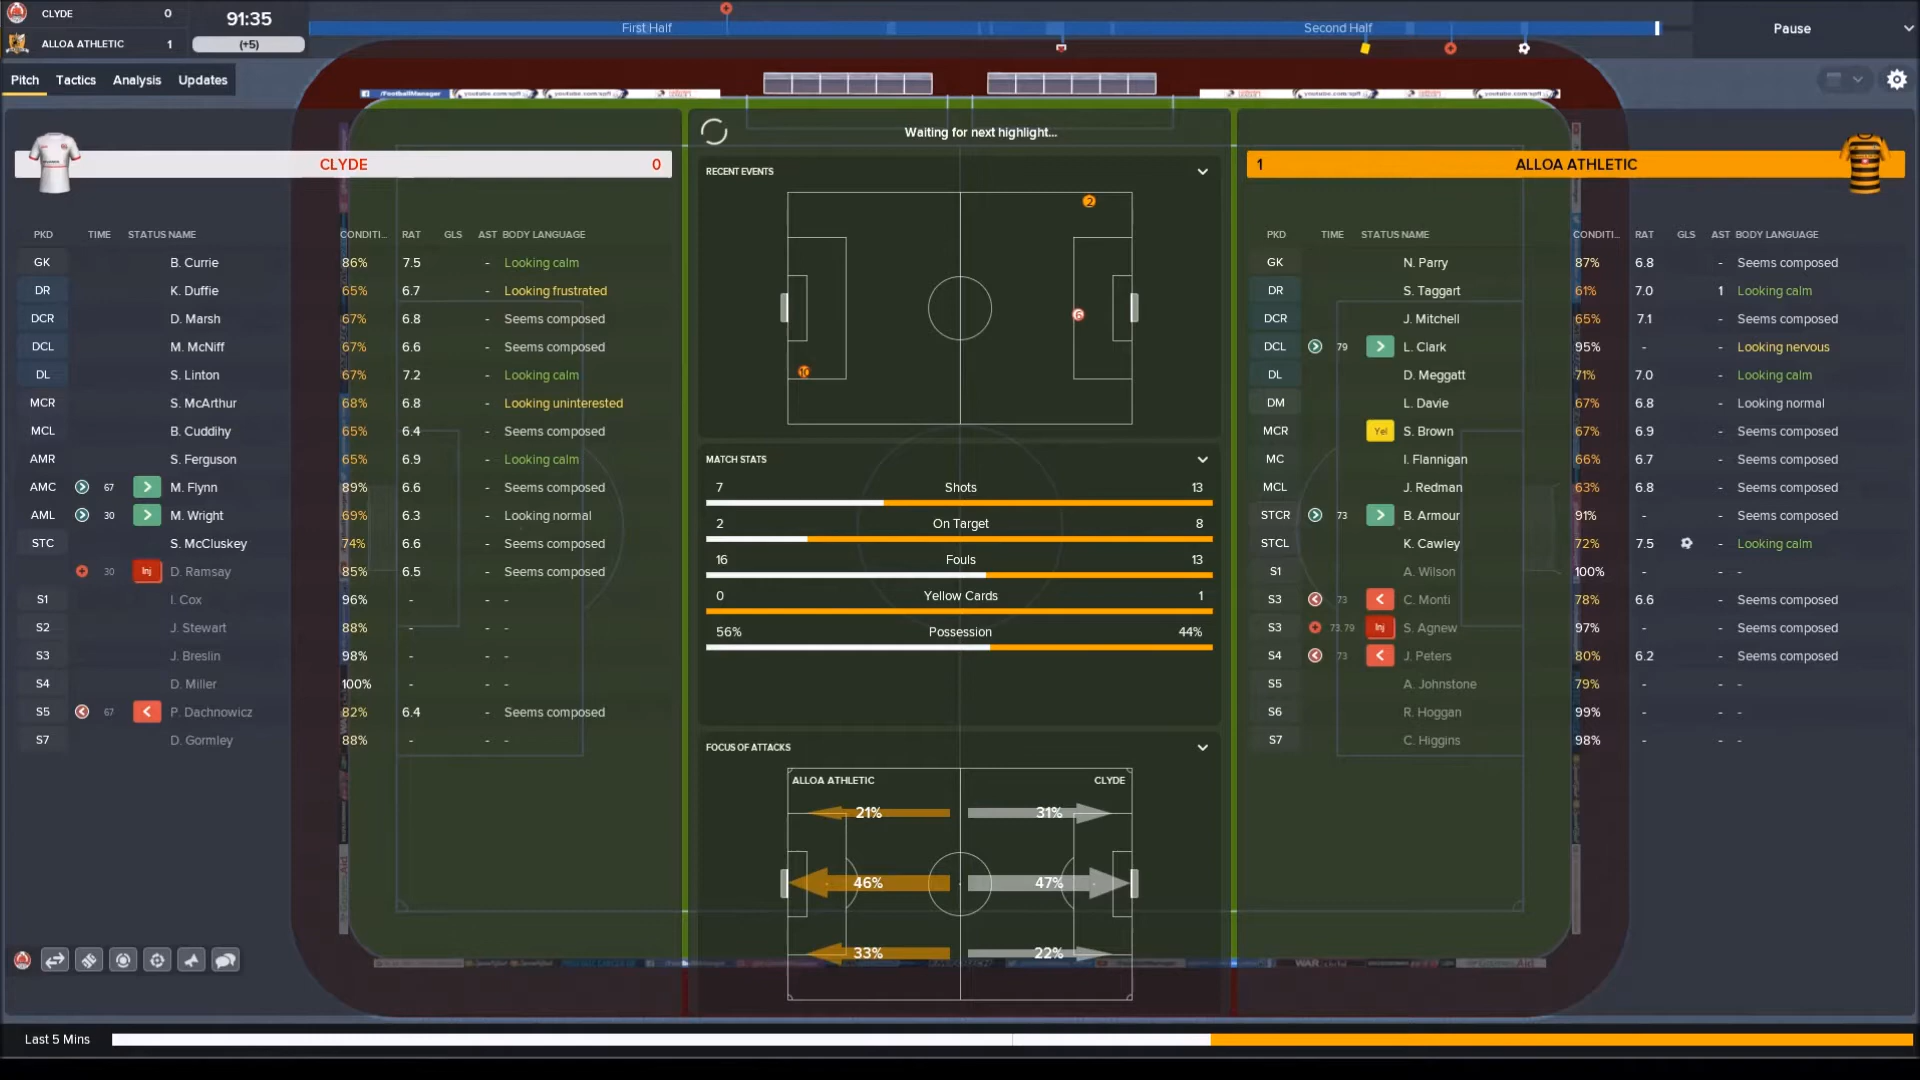 CLYDE 0
ALLOA ATHLETIC 1
91:35
(+5)
First Half
Second Half
Pause
Pitch Tactics Analysis Updates
/FootballManager
Waiting for next highlight...
CLYDE 0
PKD TIME STATUS NAME CONDITI... RAT GLS AST BODY LANGUAGE
GK B. Currie 86% 7.5 - Looking calm
DR K. Duffie 65% 6.7 - Looking frustrated
DCR D. Marsh 67% 6.8 - Seems composed
DCL M. McNiff 67% 6.6 - Seems composed
DL S. Linton 67% 7.2 - Looking calm
MCR S. McArthur 68% 6.8 - Looking uninterested
MCL B. Cuddihy 65% 6.4 - Seems composed
AMR S. Ferguson 65% 6.9 - Looking calm
AMC 67 M. Flynn 89% 6.6 - Seems composed
AML 30 M. Wright 69% 6.3 - Looking normal
STC S. McCluskey 74% 6.6 - Seems composed
30 Inj D. Ramsay 85% 6.5 - Seems composed
S1 I. Cox 96% - - -
S2 J. Stewart 88% - - -
S3 J. Breslin 98% - - -
S4 D. Miller 100% - - -
S5 67 P. Dachnowicz 82% 6.4 - Seems composed
S7 D. Gormley 88% - - -
RECENT EVENTS
2
6
10
MATCH STATS
7 Shots 13
2 On Target 8
16 Fouls 13
0 Yellow Cards 1
56% Possession 44%
FOCUS OF ATTACKS
ALLOA ATHLETIC CLYDE
21% 31%
46% 47%
33% 22%
1 ALLOA ATHLETIC
PKD TIME STATUS NAME CONDITI... RAT GLS AST BODY LANGUAGE
GK N. Parry 87% 6.8 - Seems composed
DR S. Taggart 61% 7.0 1 Looking calm
DCR J. Mitchell 65% 7.1 - Seems composed
DCL 79 L. Clark 95% - - Looking nervous
DL D. Meggatt 71% 7.0 - Looking calm
DM L. Davie 67% 6.8 - Looking normal
MCR Yel S. Brown 67% 6.9 - Seems composed
MC I. Flannigan 66% 6.7 - Seems composed
MCL J. Redman 63% 6.8 - Seems composed
STCR 73 B. Armour 91% - - Seems composed
STCL K. Cawley 72% 7.5 - Looking calm
S1 A. Wilson 100% - - -
S3 73 C. Monti 78% 6.6 - Seems composed
S3 73,79 Inj S. Agnew 97% - - Seems composed
S4 73 J. Peters 80% 6.2 - Seems composed
S5 A. Johnstone 79% - - -
S6 R. Hoggan 99% - - -
S7 C. Higgins 98% - - -
Last 5 Mins